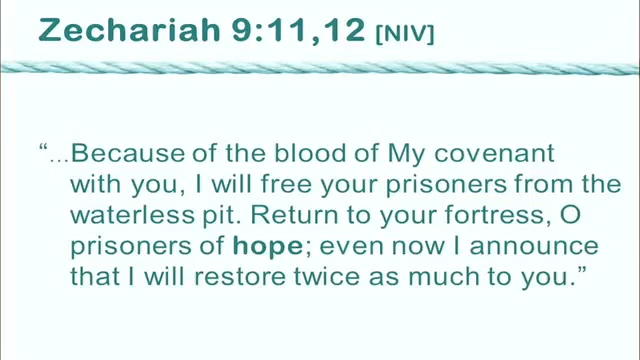 Zechariah 9:11,12 [NIV]
“...Because of the blood of My covenant
with you, I will free your prisoners from the
waterless pit. Return to your fortress, O
prisoners of hope; even now I announce
that I will restore twice as much to you.”